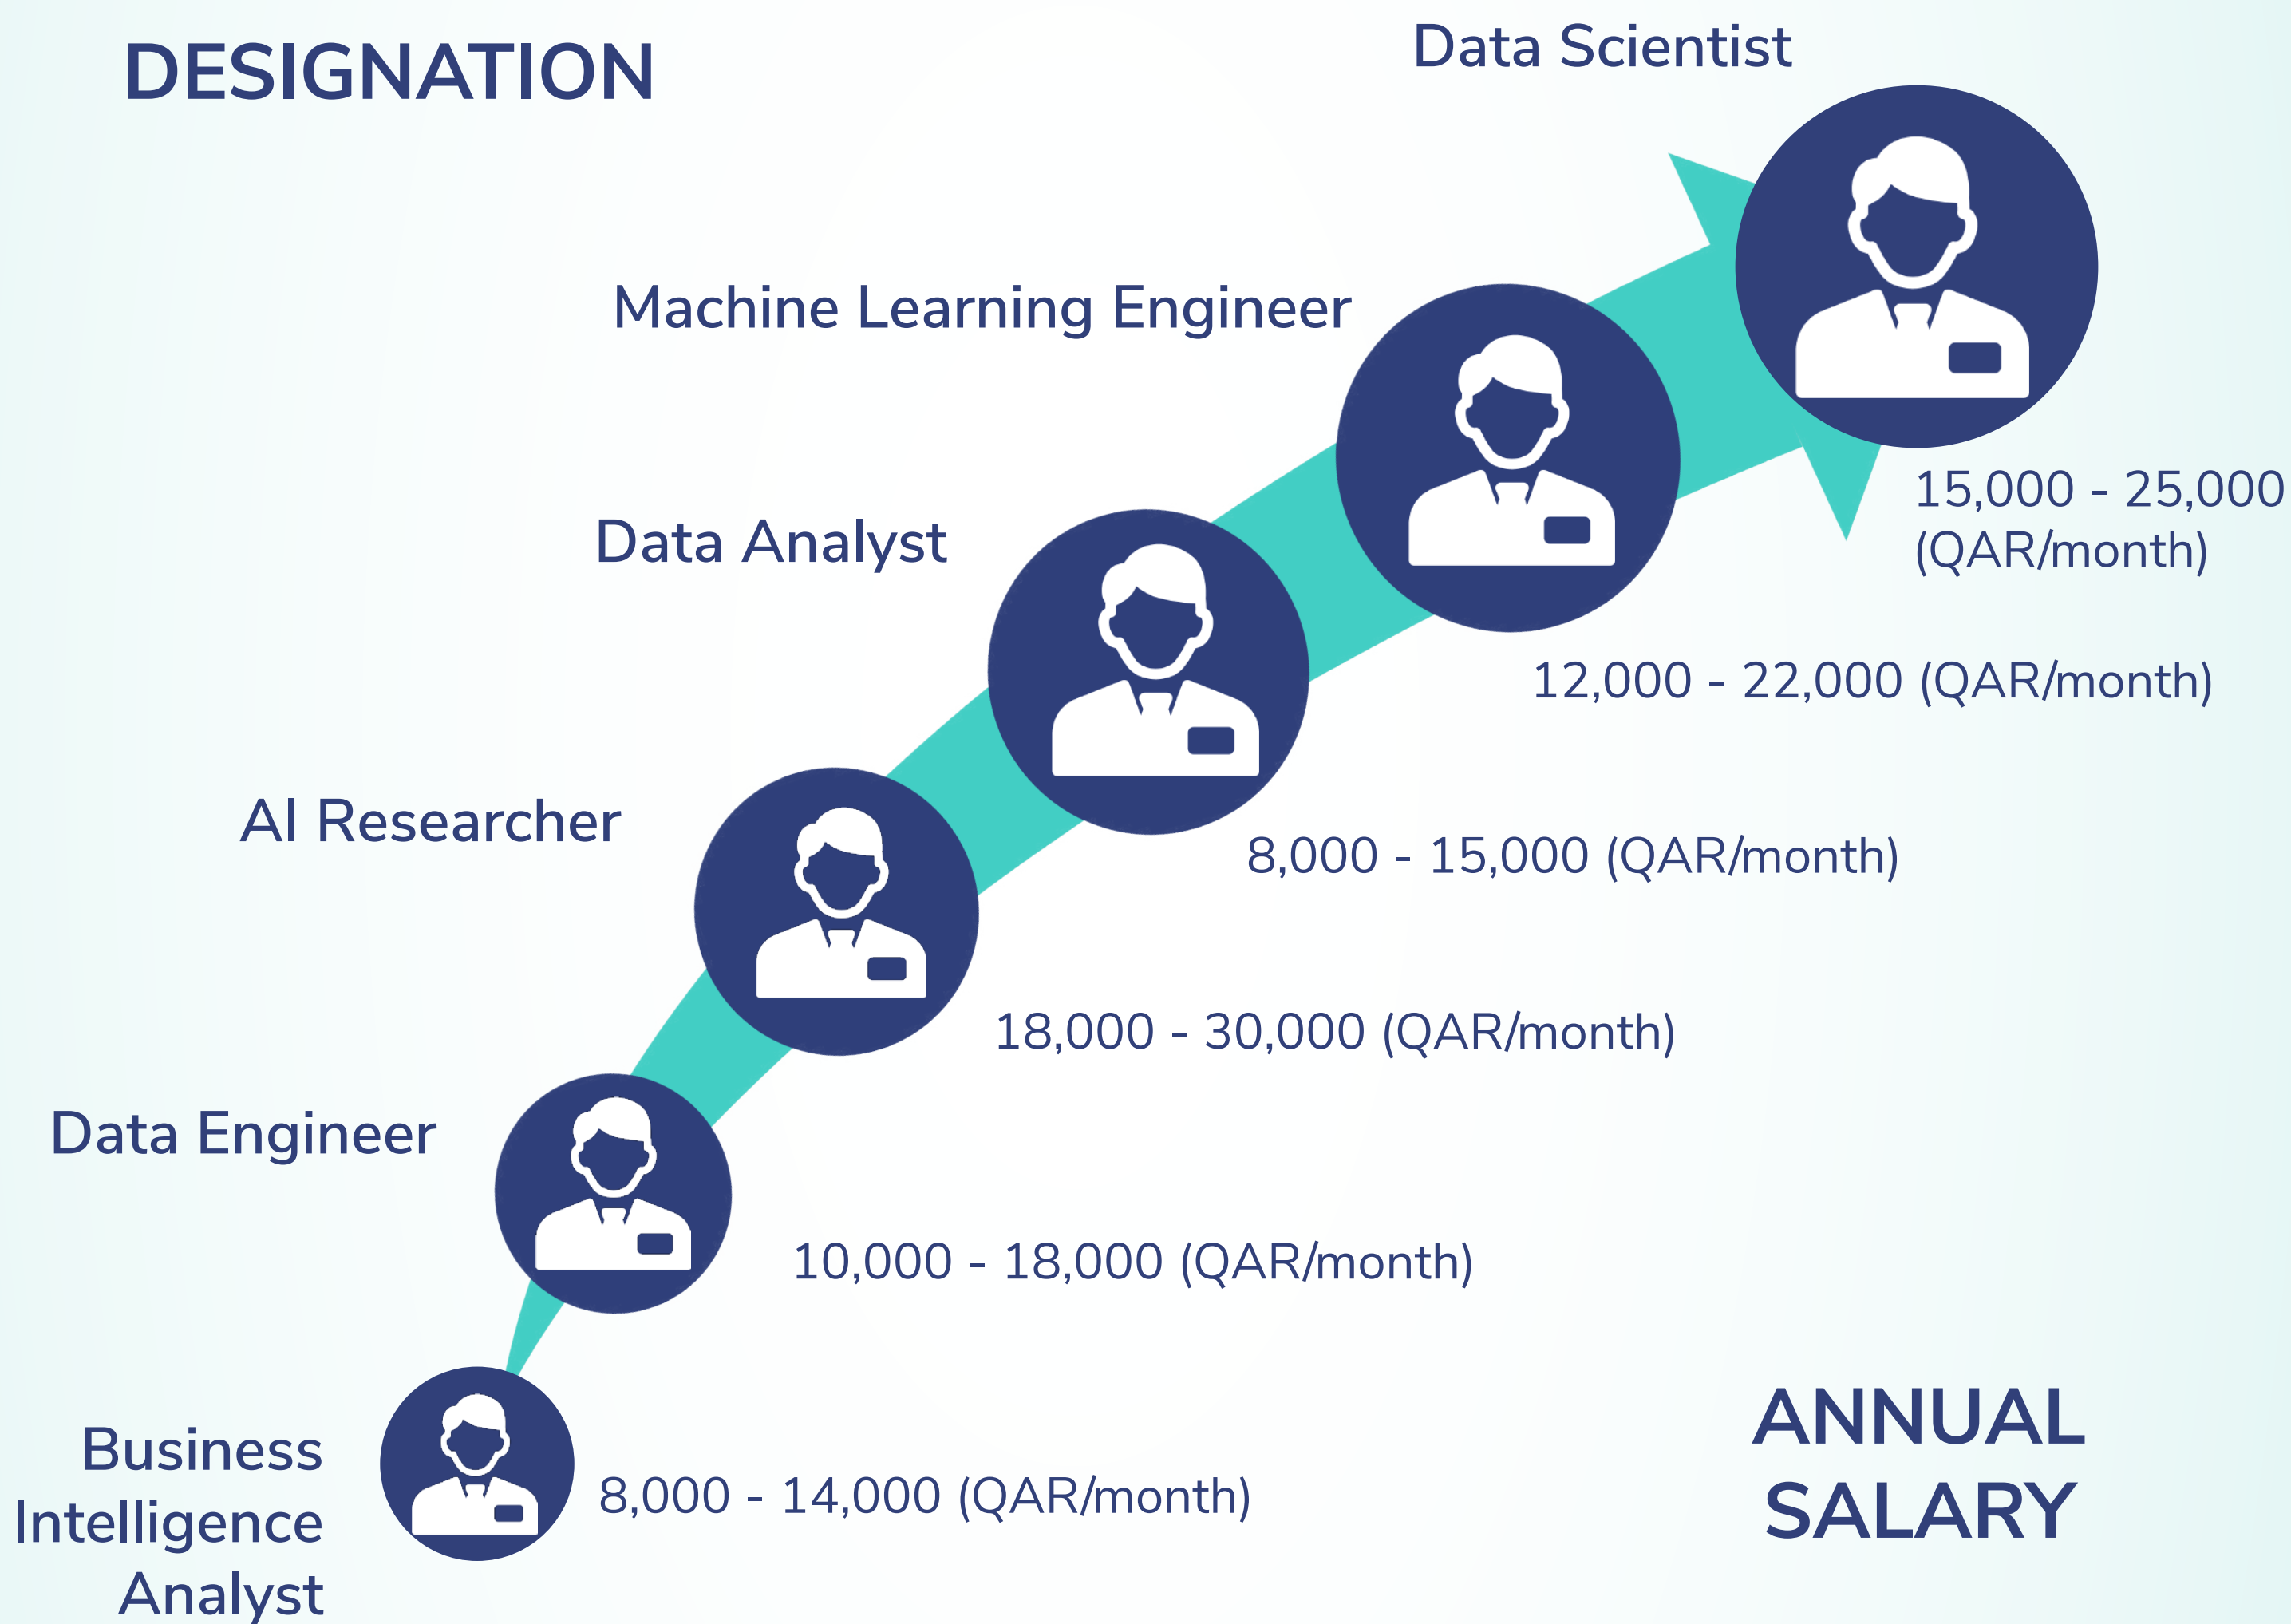 DESIGNATION
Data Scientist
15,000 - 25,000
(QAR/month)
Machine Learning Engineer
12,000 - 22,000 (QAR/month)
Data Analyst
8,000 - 15,000 (QAR/month)
AI Researcher
18,000 - 30,000 (QAR/month)
Data Engineer
10,000 - 18,000 (QAR/month)
Business
Intelligence
Analyst
8,000 - 14,000 (QAR/month)
ANNUAL
SALARY